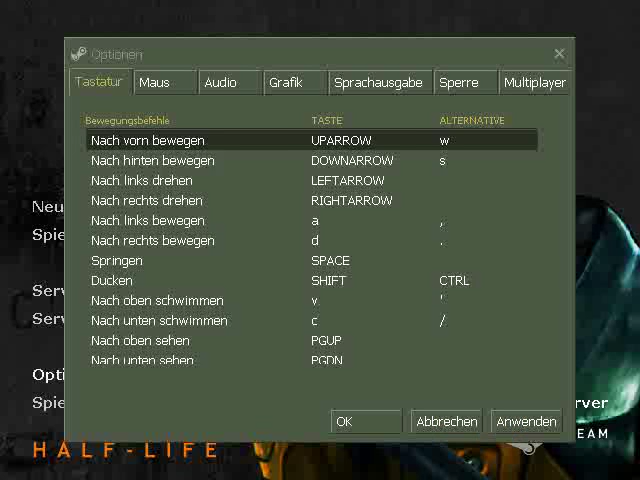 Optionen
Tastatur Maus Audio Grafik Sprachausgabe Sperre Multiplayer
Bewegungsbefehle TASTE ALTERNATIVE
Nach vorn bewegen UPARROW w
Nach hinten bewegen DOWNARROW s
Nach links drehen LEFTARROW
Nach rechts drehen RIGHTARROW
Nach links bewegen a ,
Nach rechts bewegen d .
Springen SPACE
Ducken SHIFT CTRL
Nach oben schwimmen v '
Nach unten schwimmen c /
Nach oben sehen PGUP
Nach unten sehen PGDN
OK Abbrechen Anwenden
Neu
Spie
Serv
Serv
Opti
Spie
rver
EAM
HALF-LIFE